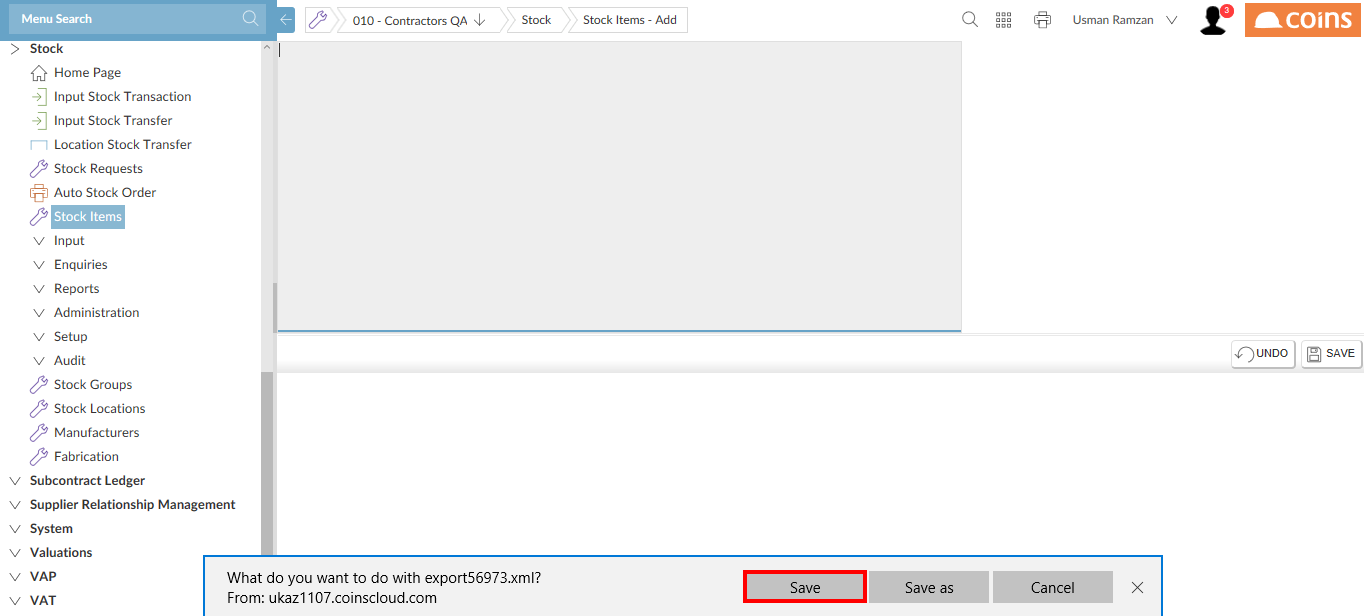 Menu Search
010 - Contractors QA
Stock
Stock Items - Add
Usman Ramzan
3
coins
Stock
Home Page
Input Stock Transaction
Input Stock Transfer
Location Stock Transfer
Stock Requests
Auto Stock Order
Stock Items
Input
Enquiries
Reports
Administration
Setup
Audit
Stock Groups
Stock Locations
Manufacturers
Fabrication
Subcontract Ledger
Supplier Relationship Management
System
Valuations
VAP
VAT
UNDO
SAVE
What do you want to do with export56973.xml?
From: ukaz1107.coinscloud.com
Save
Save as
Cancel